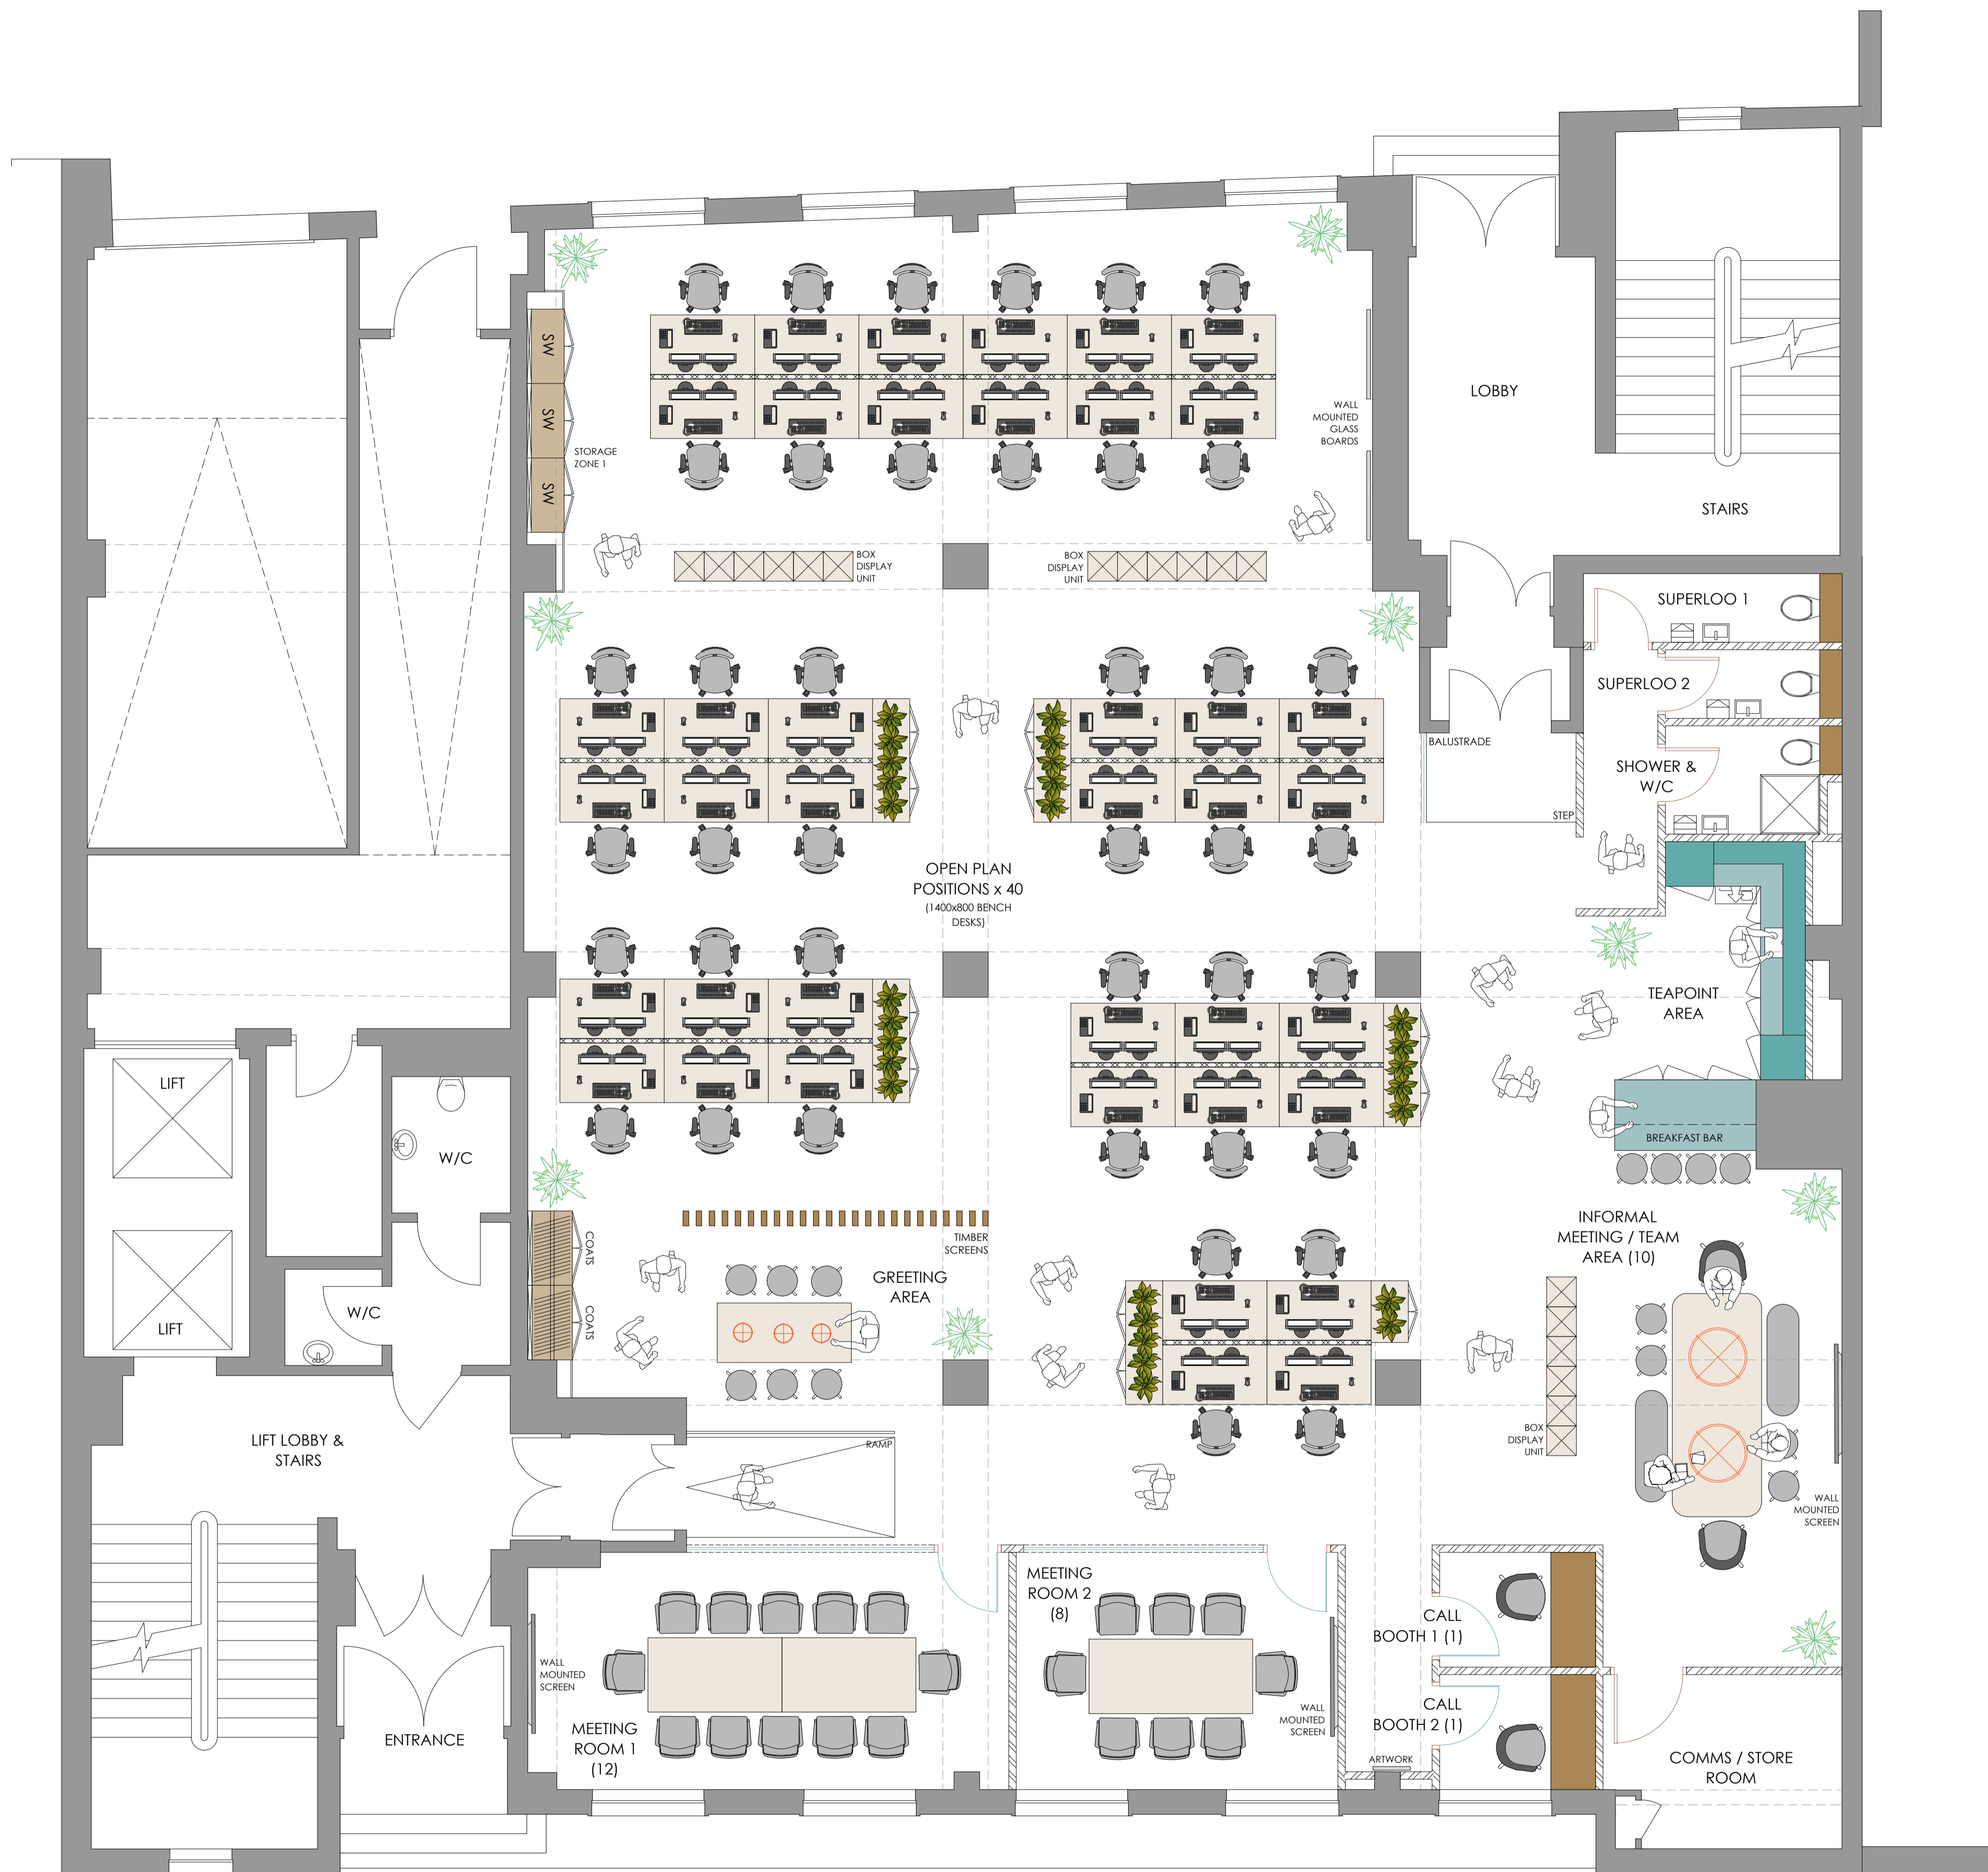 LOBBY
STAIRS
SW
SW
SW
STORAGE
ZONE 1
WALL
MOUNTED
GLASS
BOARDS
BOX
DISPLAY
UNIT
BOX
DISPLAY
UNIT
SUPERLOO 1
SUPERLOO 2
SHOWER &
W/C
BALUSTRADE
STEP
OPEN PLAN
POSITIONS x 40
(1400x800 BENCH
DESKS)
TEAPOINT
AREA
BREAKFAST BAR
LIFT
LIFT
W/C
W/C
COATS
COATS
TIMBER
SCREENS
GREETING
AREA
INFORMAL
MEETING / TEAM
AREA (10)
BOX
DISPLAY
UNIT
WALL
MOUNTED
SCREEN
LIFT LOBBY &
STAIRS
RAMP
ENTRANCE
WALL
MOUNTED
SCREEN
MEETING
ROOM 1
(12)
MEETING
ROOM 2
(8)
WALL
MOUNTED
SCREEN
CALL
BOOTH 1 (1)
CALL
BOOTH 2 (1)
ARTWORK
COMMS / STORE
ROOM